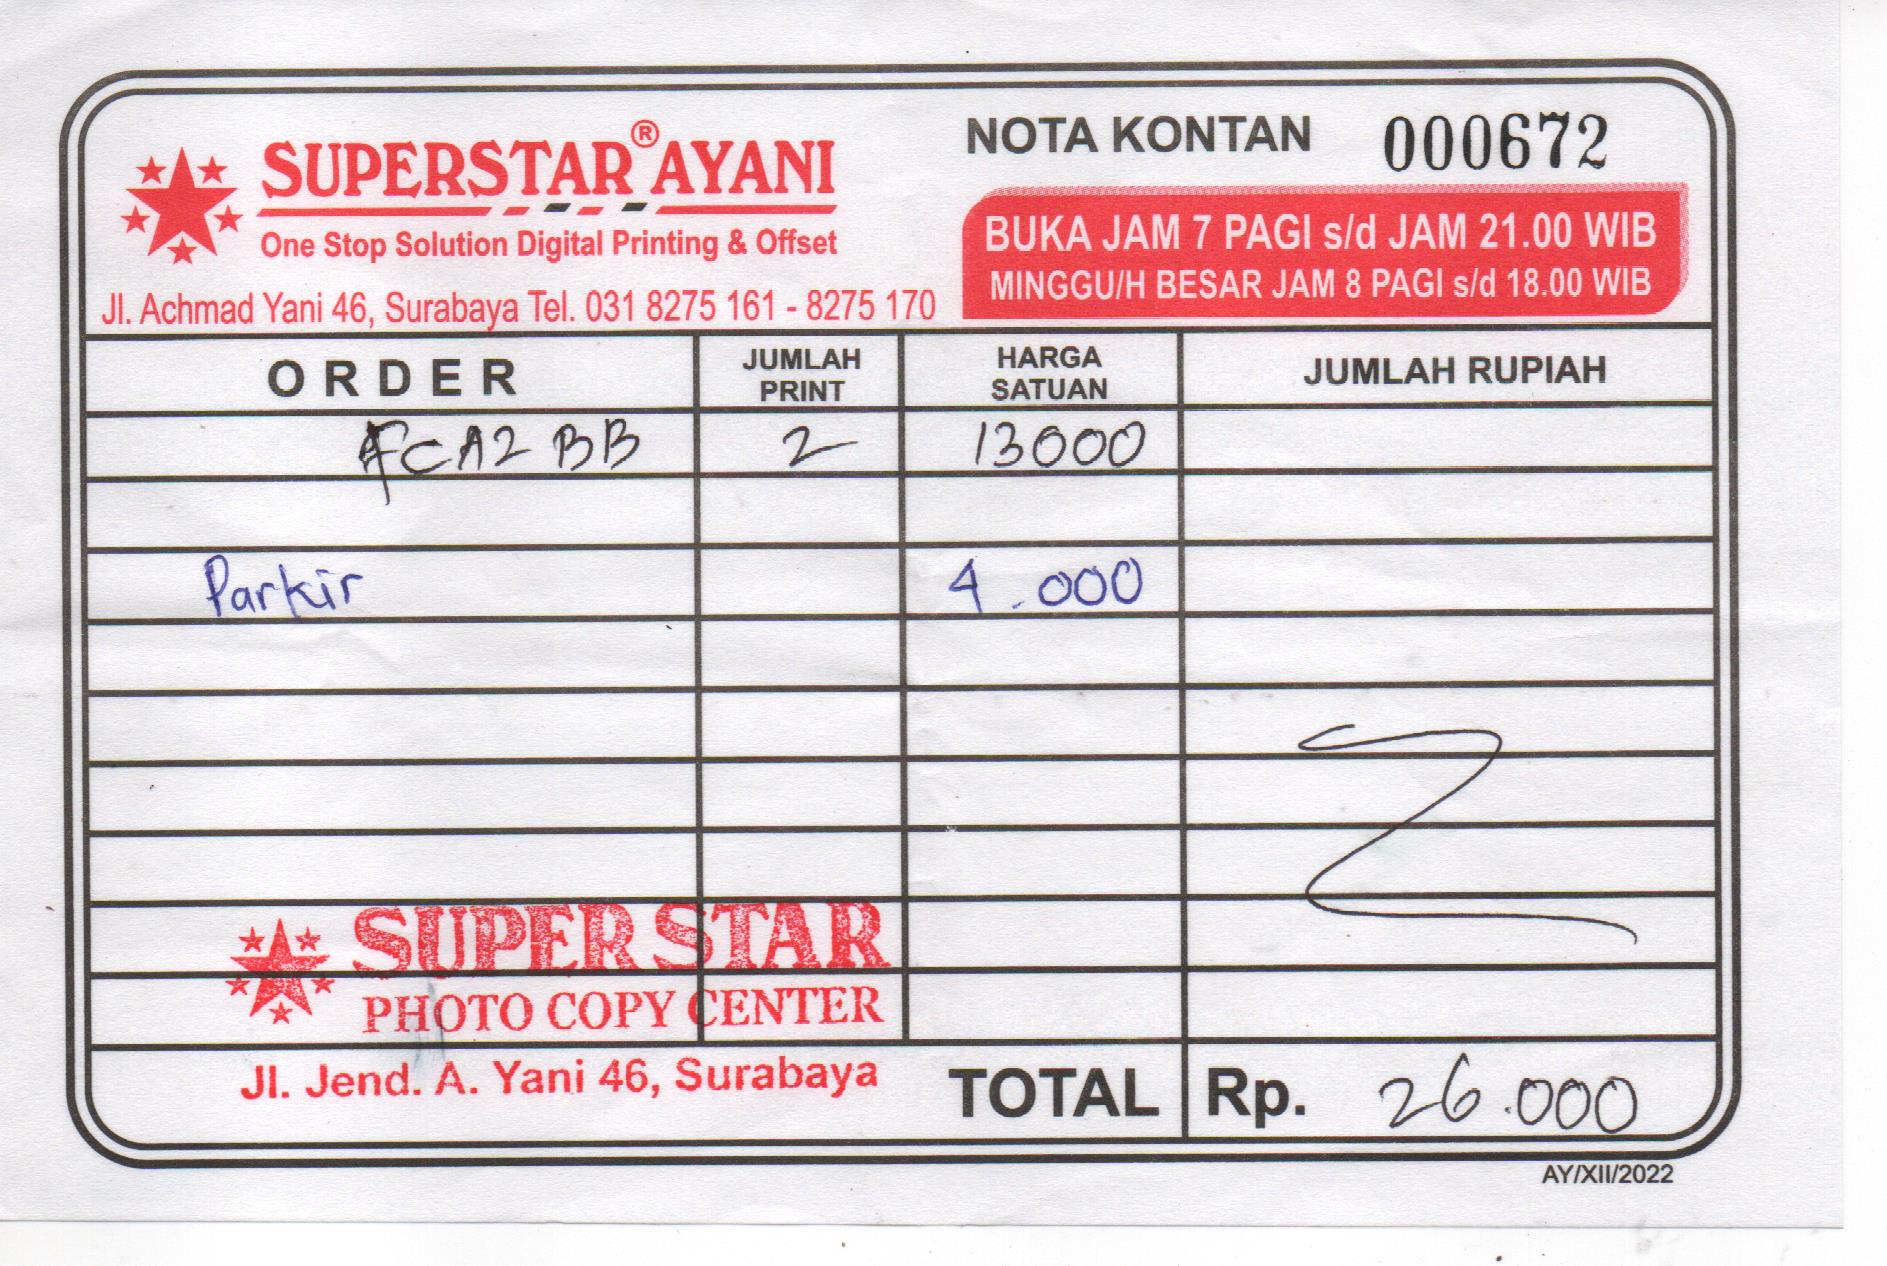 SUPERSTAR® AYANI
One Stop Solution Digital Printing & Offset
Jl. Achmad Yani 46, Surabaya Tel. 031 8275 161 - 8275 170
NOTA KONTAN 000672
BUKA JAM 7 PAGI s/d JAM 21.00 WIB
MINGGU/H BESAR JAM 8 PAGI s/d 18.00 WIB
ORDER JUMLAH PRINT HARGA SATUAN JUMLAH RUPIAH
FCA2 BB 2 13000
Parkir 4.000
SUPER STAR
PHOTO COPY CENTER
Jl. Jend. A. Yani 46, Surabaya
TOTAL Rp. 26.000
AY/XII/2022